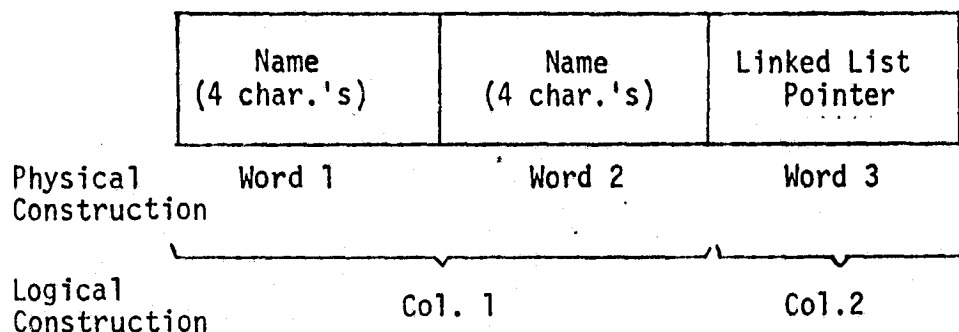 Name Name Linked List
(4 char.'s) (4 char.'s) Pointer
Physical Word 1 Word 2 Word 3
Construction
Logical Col. 1 Col.2
Construction